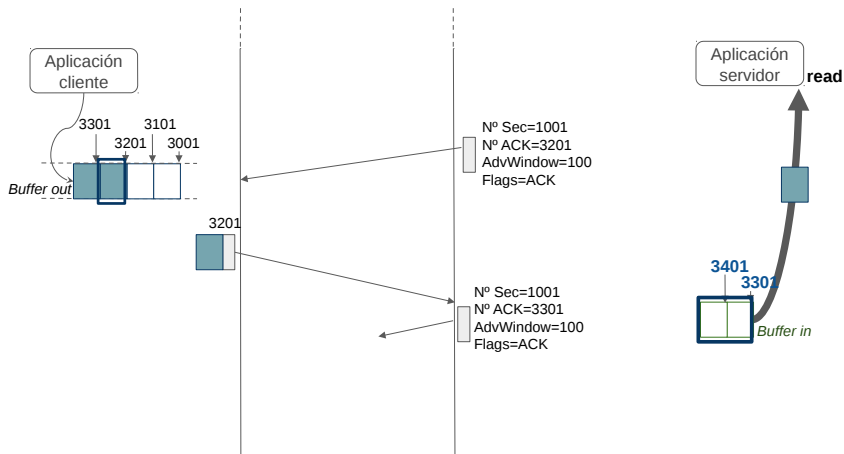 Aplicación
cliente
3301
3101
3201
3001
Buffer out
3201
Nº Sec=1001
Nº ACK=3201
AdvWindow=100
Flags=ACK
Nº Sec=1001
Nº ACK=3301
AdvWindow=100
Flags=ACK
Aplicación
servidor
read
3401
3301
Buffer in